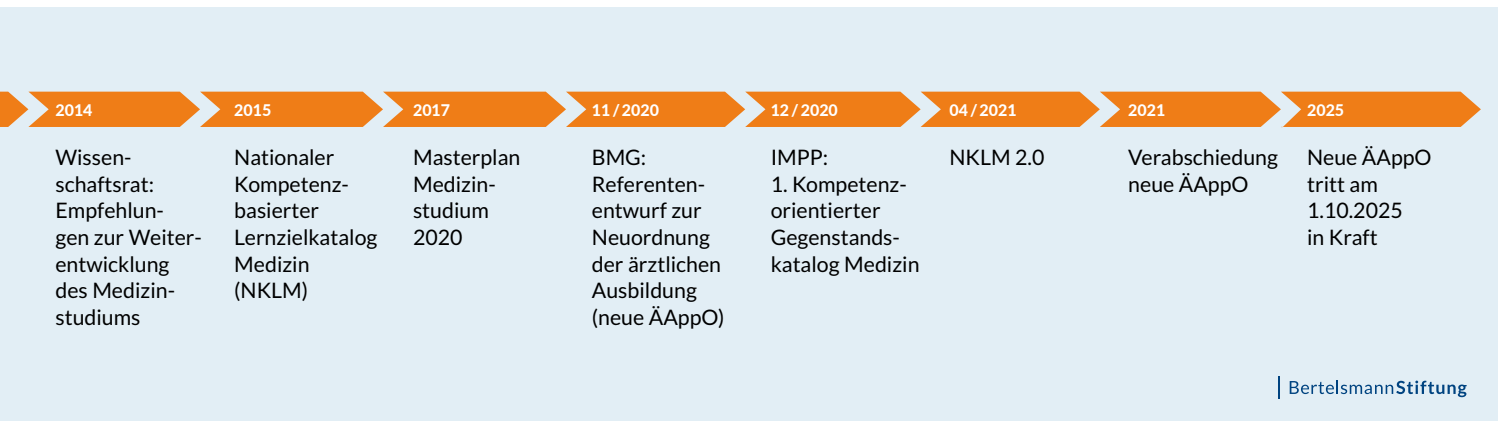 2014
Wissen-
schaftsrat:
Empfehlun-
gen zur Weiter-
entwicklung
des Medizin-
studiums
2015
Nationaler
Kompetenz-
basierter
Lernzielkatalog
Medizin
(NKLM)
2017
Masterplan
Medizin-
studium
2020
11/2020
BMG:
Referenten-
entwurf zur
Neuordnung
der ärztlichen
Ausbildung
(neue ÄAppO)
12/2020
IMPP:
1. Kompetenz-
orientierter
Gegenstands-
katalog Medizin
04/2021
NKLM 2.0
2021
Verabschiedung
neue ÄAppO
2025
Neue ÄAppO
tritt am
1.10.2025
in Kraft
BertelsmannStiftung